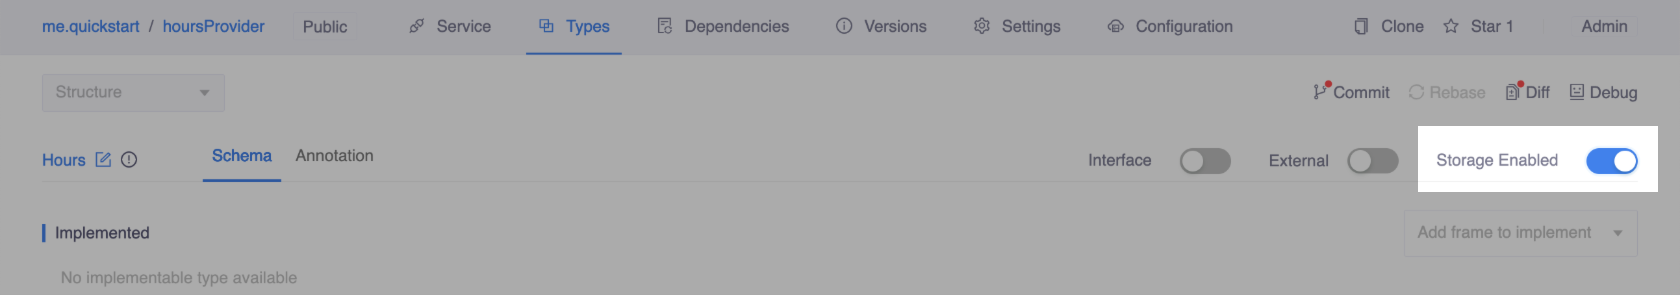 me.quickstart / hoursProvider Public Service Types Dependencies Versions Settings Configuration Clone Star 1 Admin
Structure Commit Rebase Diff Debug
Hours Schema Annotation Interface External Storage Enabled
Implemented Add frame to implement
No implementable type available